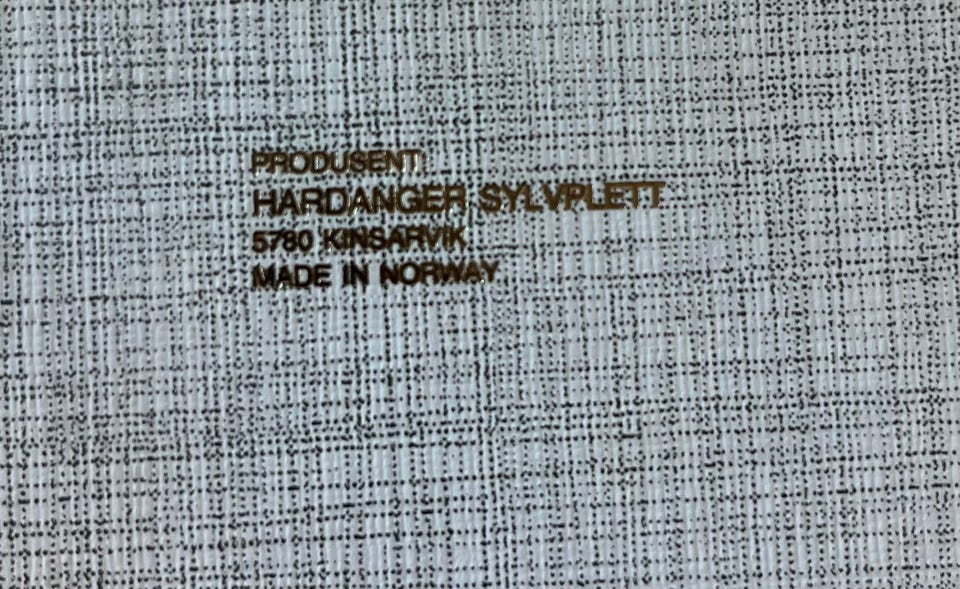 PRODUSENT:
HARDANGER SYLVPLETT
5780 KINSARVIK
MADE IN NORWAY